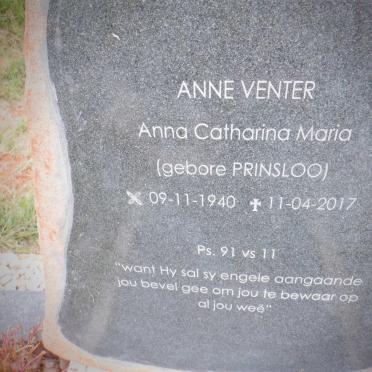 ANNE VENTER
Anna Catharina Maria
(gebore PRINSLOO)
09-11-1940 ✝ 11-04-2017
Ps. 91 vs 11
"want Hy sal sy engele aangaande
jou bevel gee om jou te bewaar op
al jou weë"